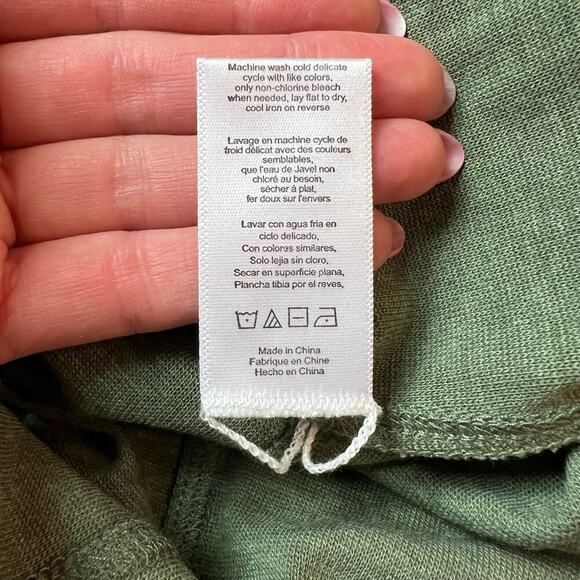 Machine wash cold delicate
cycle with like colors,
only non-chlorine bleach
when needed, lay flat to dry,
cool iron on reverse
Lavage en machine cycle de
froid délicat avec des couleurs
semblables,
que l'eau de Javel non
chloré au besoin,
sécher à plat,
fer doux sur l'envers
Lavar con agua fria en
ciclo delicado,
Con colores similares,
Solo lejia sin cloro,
Secar en superficie plana,
Plancha tibia por el reves,
Made in China
Fabrique en Chine
Hecho en China